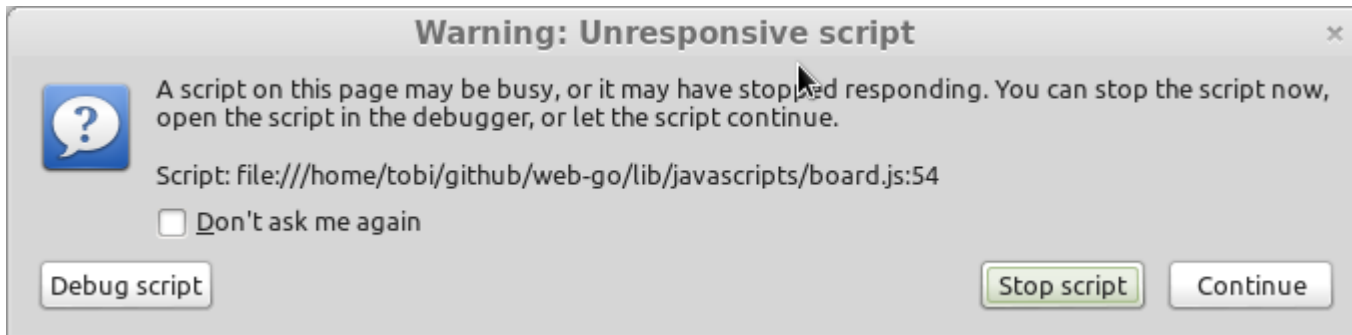 Warning: Unresponsive script
A script on this page may be busy, or it may have stopped responding. You can stop the script now,
open the script in the debugger, or let the script continue.
Script: file:///home/tobi/github/web-go/lib/javascripts/board.js:54
Don't ask me again
Debug script Stop script Continue